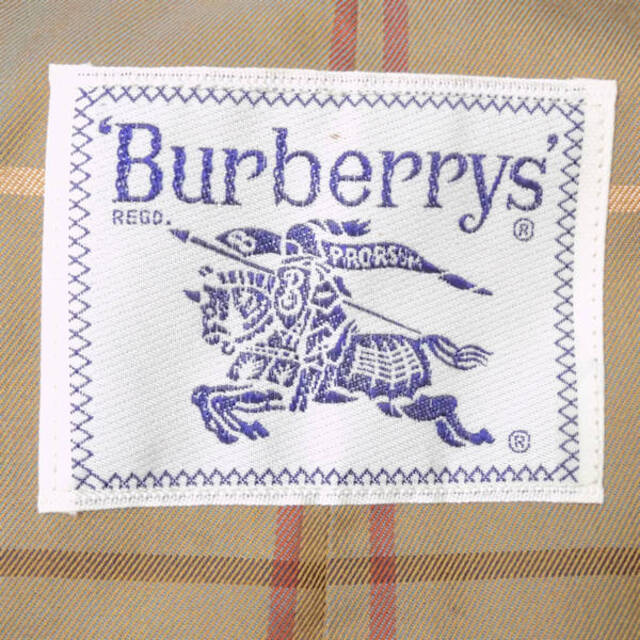 'Burberrys'
REGD.
®
PRORSUM
®